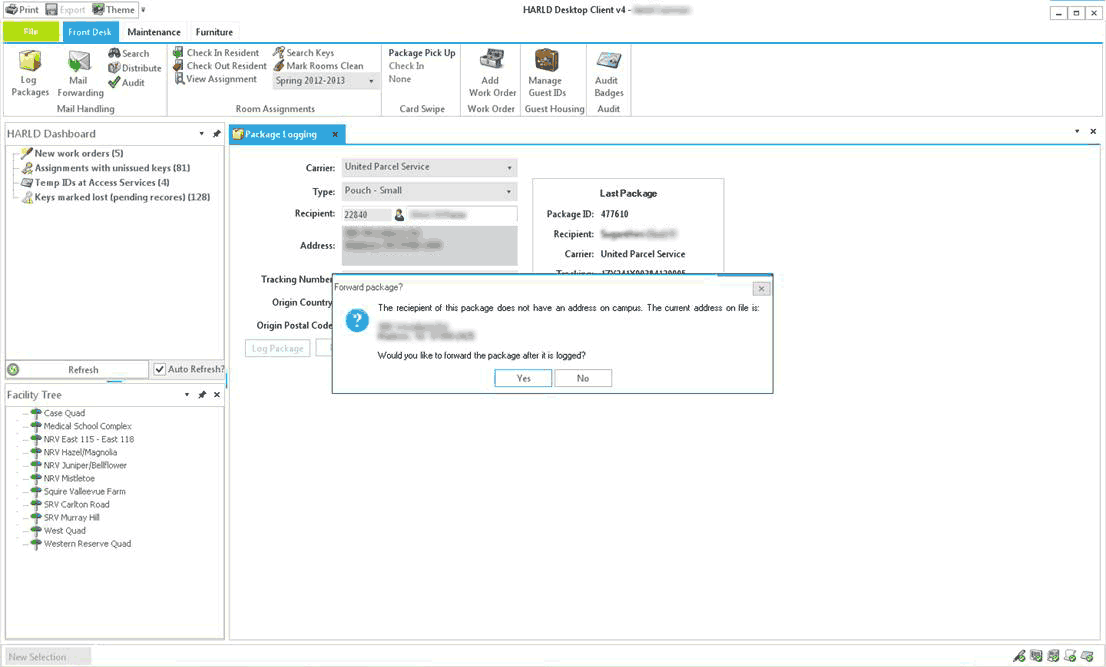 Print Export Theme
HARLD Desktop Client v4 -
File Front Desk Maintenance Furniture
Log Packages
Mail Forwarding
Search
Distribute
Audit
Mail Handling
Check In Resident
Check Out Resident
View Assignment
Search Keys
Mark Rooms Clean
Spring 2012-2013
Room Assignments
Package Pick Up
Check In
None
Card Swipe
Add Work Order
Work Order
Manage Guest IDs
Guest Housing
Audit Badges
Audit
HARLD Dashboard
New work orders (5)
Assignments with unissued keys (81)
Temp IDs at Access Services (4)
Keys marked lost (pending recores) (128)
Refresh
Auto Refresh?
Facility Tree
Case Quad
Medical School Complex
NRV East 115 - East 118
NRV Hazel/Magnolia
NRV Juniper/Bellflower
NRV Mistletoe
Squire Valleevue Farm
SRV Carlton Road
SRV Murray Hill
West Quad
Western Reserve Quad
Package Logging
Carrier: United Parcel Service
Type: Pouch - Small
Recipient: 22840
Address:
Tracking Number
Origin Country
Origin Postal Code
Log Package
Last Package
Package ID: 477610
Recipient:
Carrier: United Parcel Service
Tracking:
Forward package?
The reciepient of this package does not have an address on campus. The current address on file is:
Would you like to forward the package after it is logged?
Yes No
New Selection